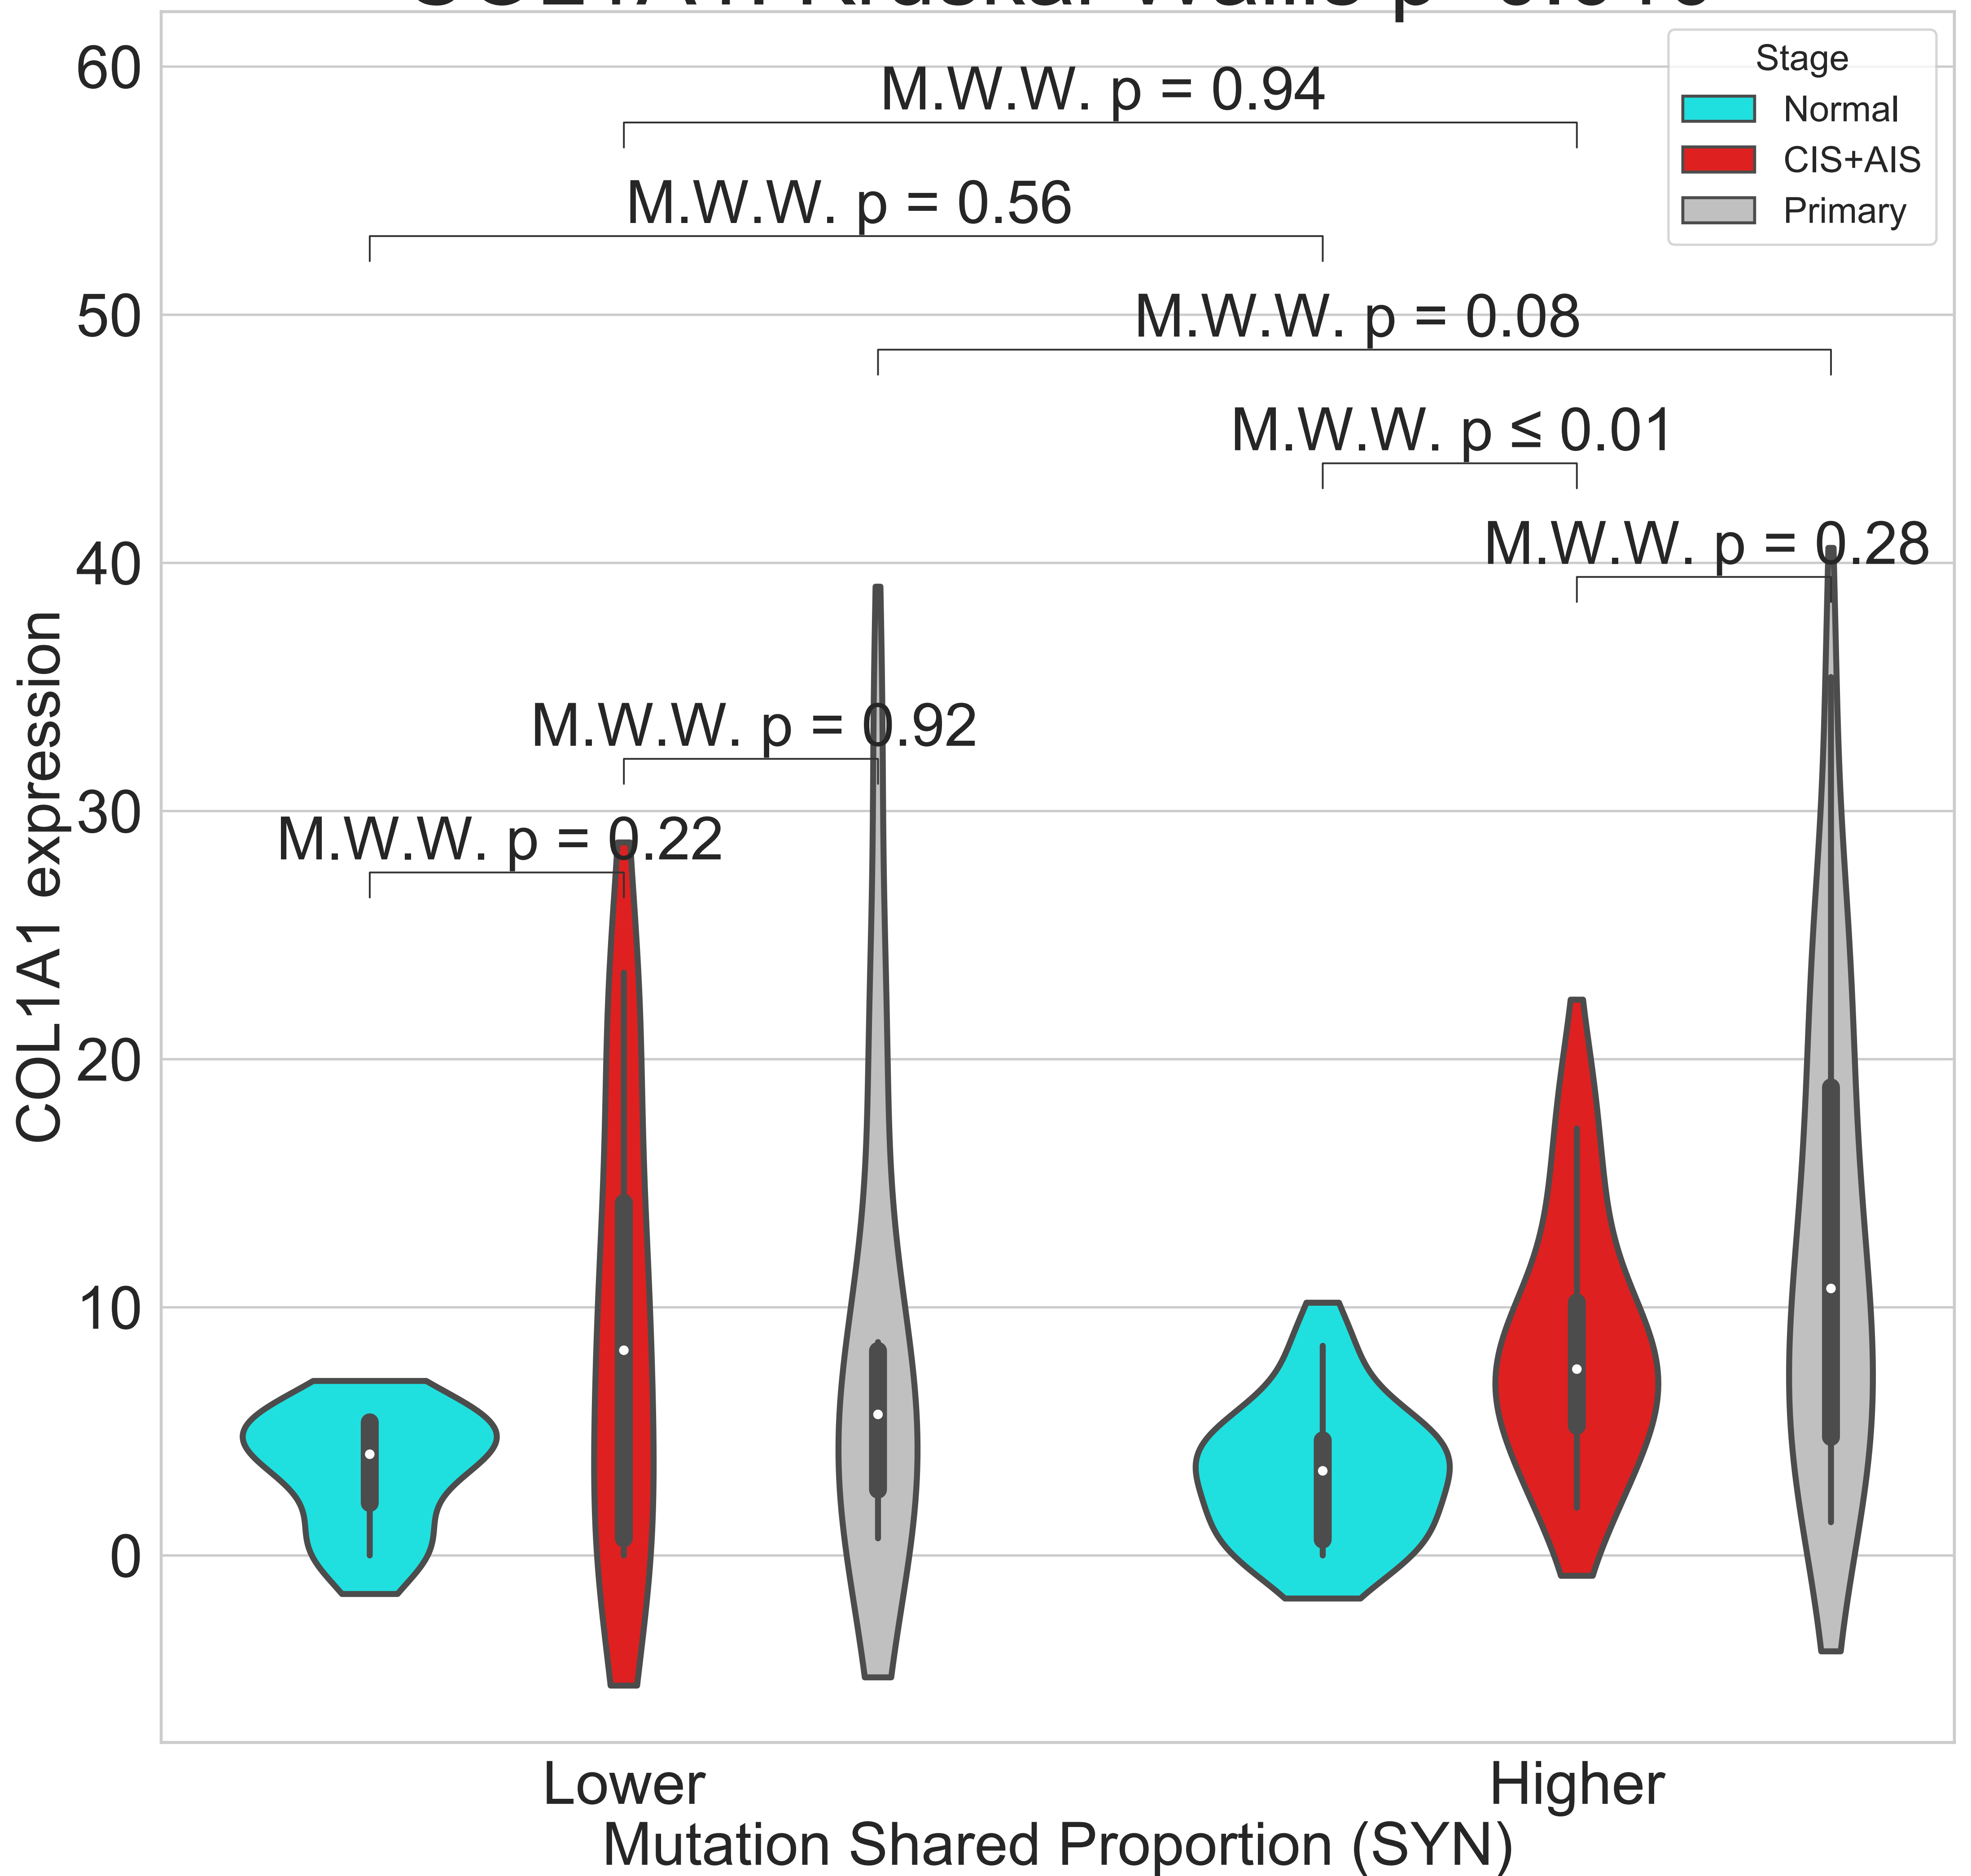 Stage
Normal
CIS+AIS
Primary
M.W.W. p = 0.94
M.W.W. p = 0.56
M.W.W. p = 0.08
M.W.W. p ≤ 0.01
M.W.W. p = 0.28
M.W.W. p = 0.92
M.W.W. p = 0.22
60
50
40
30
20
10
0
COL1A1 expression
Lower
Higher
Mutation Shared Proportion (SYN)